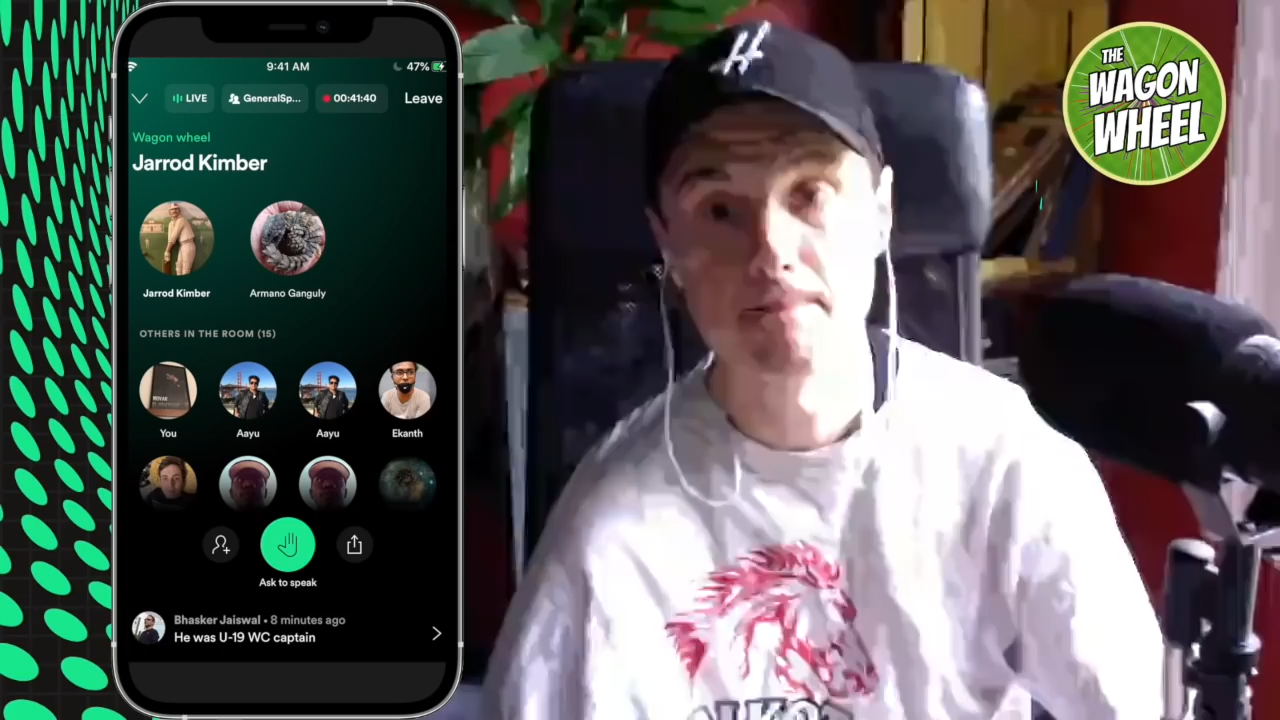 9:41 AM
47%
LIVE
GeneralSp...
00:41:40
Leave
Wagon wheel
Jarrod Kimber
Jarrod Kimber
Armano Ganguly
OTHERS IN THE ROOM (15)
You
Aayu
Aayu
Ekanth
Ask to speak
Bhasker Jaiswal • 8 minutes ago
He was U-19 WC captain
THE
WAGON
WHEEL
H